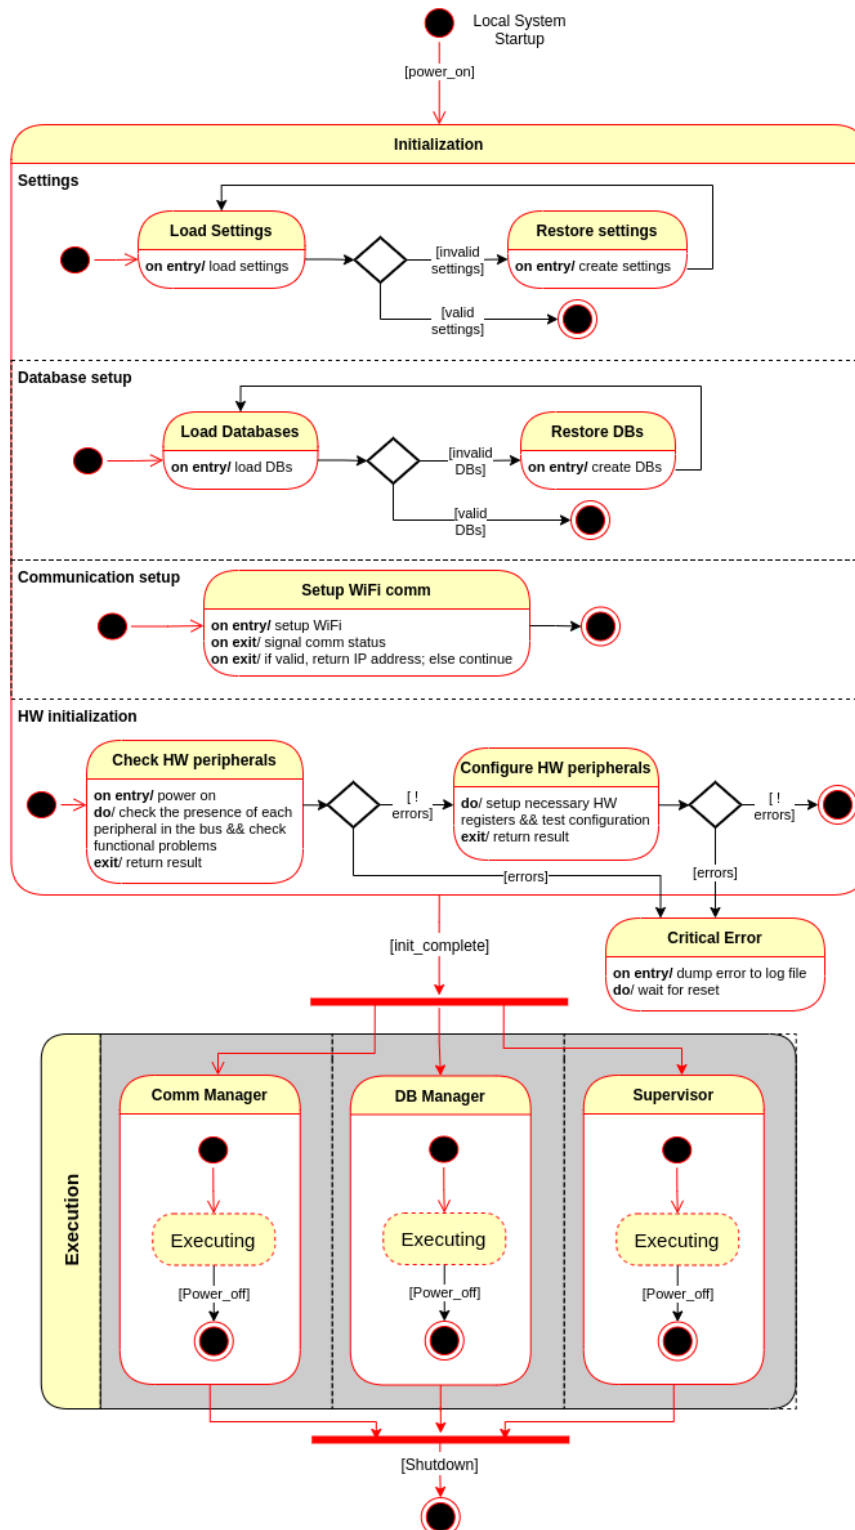 Local System
Startup
[power_on]
Initialization
Settings
Load Settings
on entry/ load settings
[invalid
settings]
Restore settings
on entry/ create settings
[valid
settings]
Database setup
Load Databases
on entry/ load DBs
[invalid
DBs]
Restore DBs
on entry/ create DBs
[valid
DBs]
Communication setup
Setup WiFi comm
on entry/ setup WiFi
on exit/ signal comm status
on exit/ if valid, return IP address; else continue
HW initialization
Check HW peripherals
on entry/ power on
do/ check the presence of each
peripheral in the bus && check
functional problems
exit/ return result
[ !
errors]
Configure HW peripherals
do/ setup necessary HW
registers && test configuration
exit/ return result
[ !
errors]
[errors]
[errors]
Critical Error
on entry/ dump error to log file
do/ wait for reset
[init_complete]
Execution
Comm Manager
Executing
[Power_off]
DB Manager
Executing
[Power_off]
Supervisor
Executing
[Power_off]
[Shutdown]